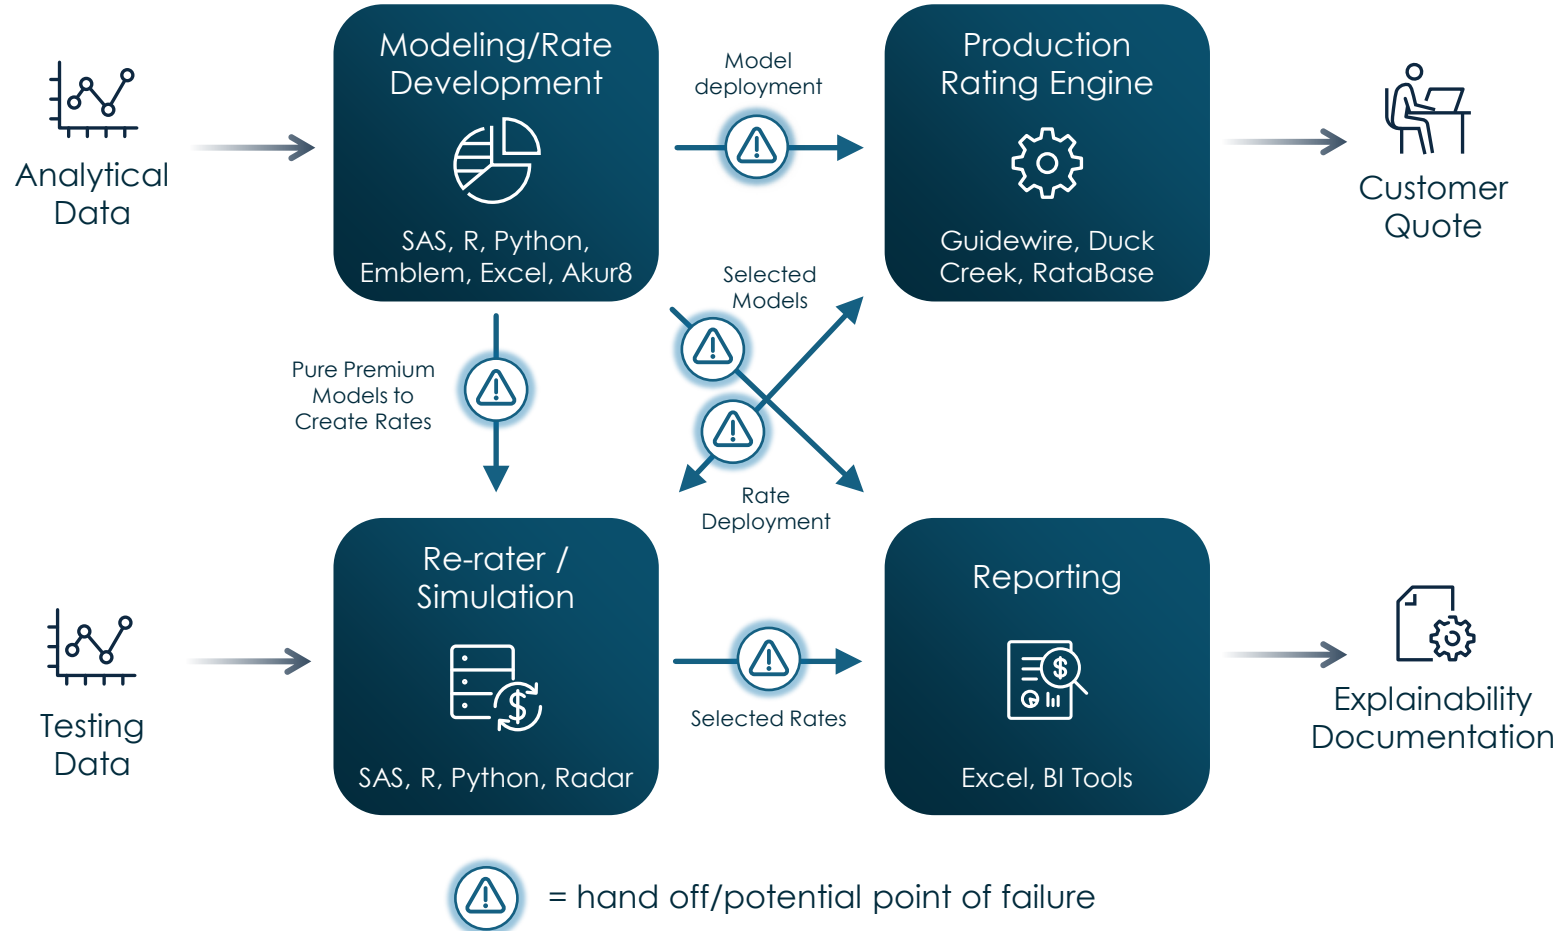 Modeling/Rate
Development
SAS, R, Python,
Emblem, Excel, Akur8
Model
deployment
Production
Rating Engine
Guidewire, Duck
Creek, RataBase
Analytical
Data
Customer
Quote
Selected
Models
Pure Premium
Models to
Create Rates
Rate
Deployment
Re-rater /
Simulation
SAS, R, Python, Radar
Reporting
Excel, BI Tools
Selected Rates
Testing
Data
Explainability
Documentation
= hand off/potential point of failure